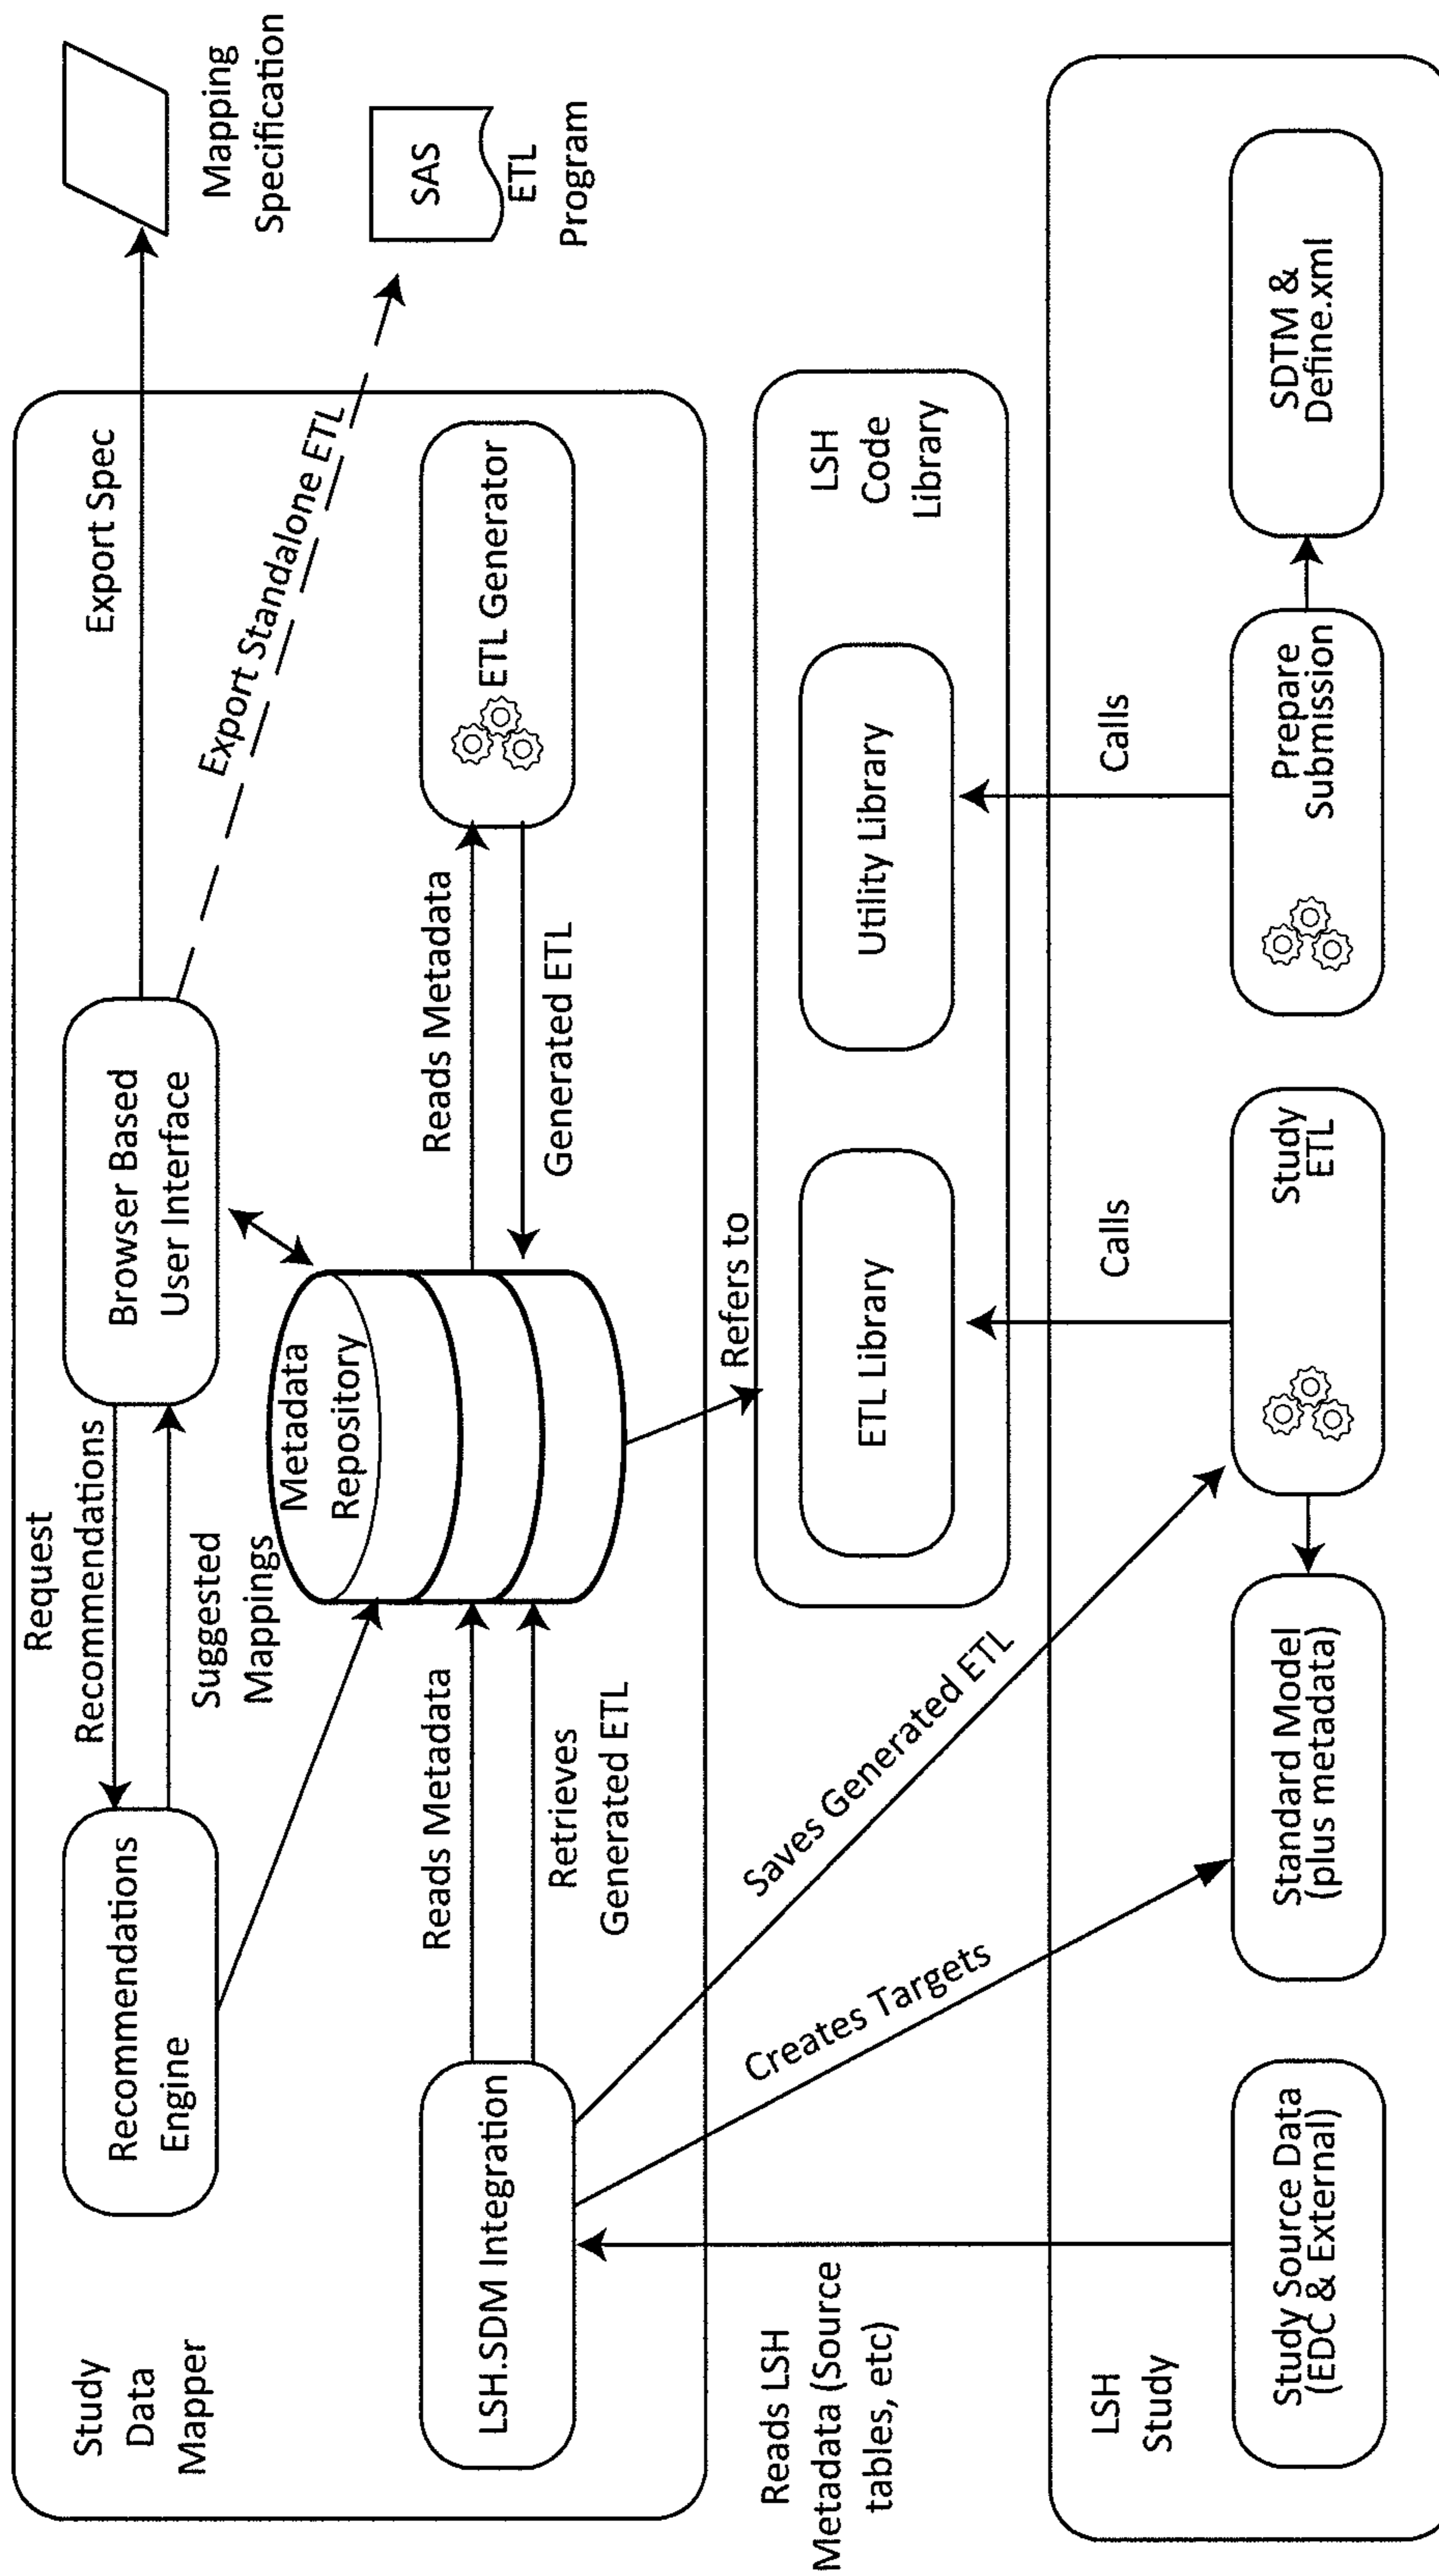 Study
Data
Mapper
Recommendations
Engine
Request
Recommendations
Suggested
Mappings
Browser Based
User Interface
Export Spec
Mapping
Specification
Export Standalone ETL
SAS
ETL
Program
Metadata
Repository
LSH.SDM Integration
Reads Metadata
Retrieves
Generated ETL
Reads Metadata
Generated ETL
ETL Generator
Refers to
LSH
Code
Library
ETL Library
Utility Library
Reads LSH
Metadata (Source
tables, etc)
Creates Targets
Saves Generated ETL
Calls
Calls
LSH
Study
Study Source Data
(EDC & External)
Standard Model
(plus metadata)
Study
ETL
Prepare
Submission
SDTM &
Define.xml